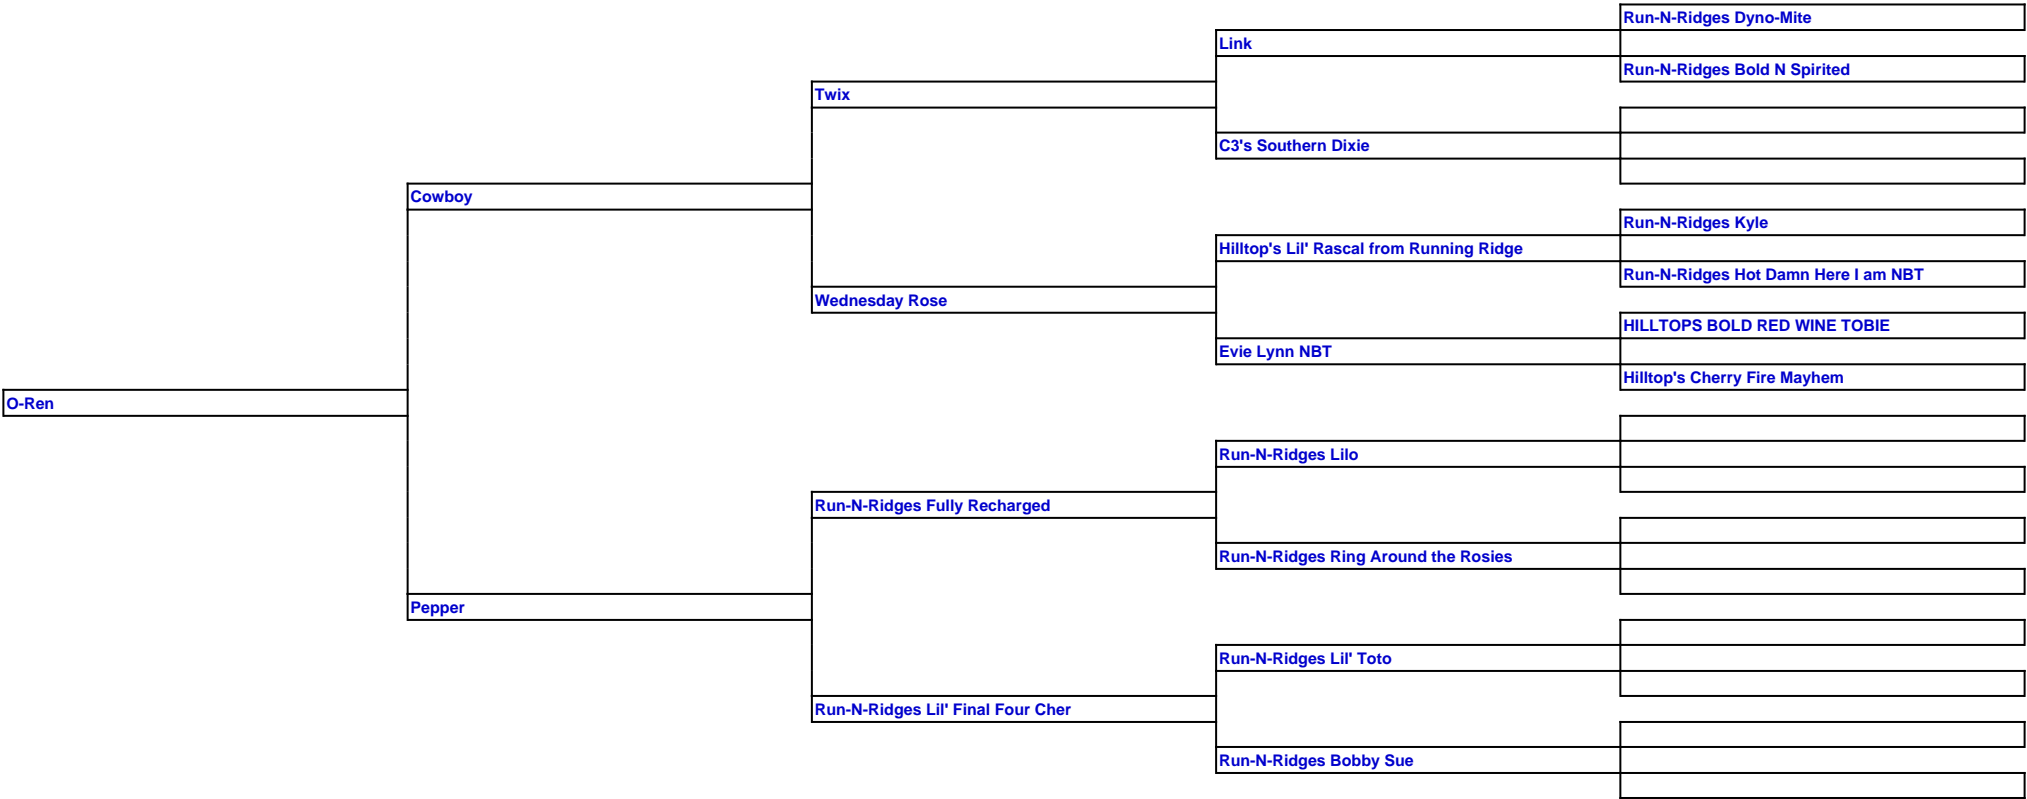 Run-N-Ridges Dyno-Mite
Link
Run-N-Ridges Bold N Spirited
Twix
C3's Southern Dixie
Cowboy
Run-N-Ridges Kyle
Hilltop's Lil' Rascal from Running Ridge
Run-N-Ridges Hot Damn Here I am NBT
Wednesday Rose
HILLTOPS BOLD RED WINE TOBIE
Evie Lynn NBT
Hilltop's Cherry Fire Mayhem
O-Ren
Run-N-Ridges Lilo
Run-N-Ridges Fully Recharged
Run-N-Ridges Ring Around the Rosies
Pepper
Run-N-Ridges Lil' Toto
Run-N-Ridges Lil' Final Four Cher
Run-N-Ridges Bobby Sue